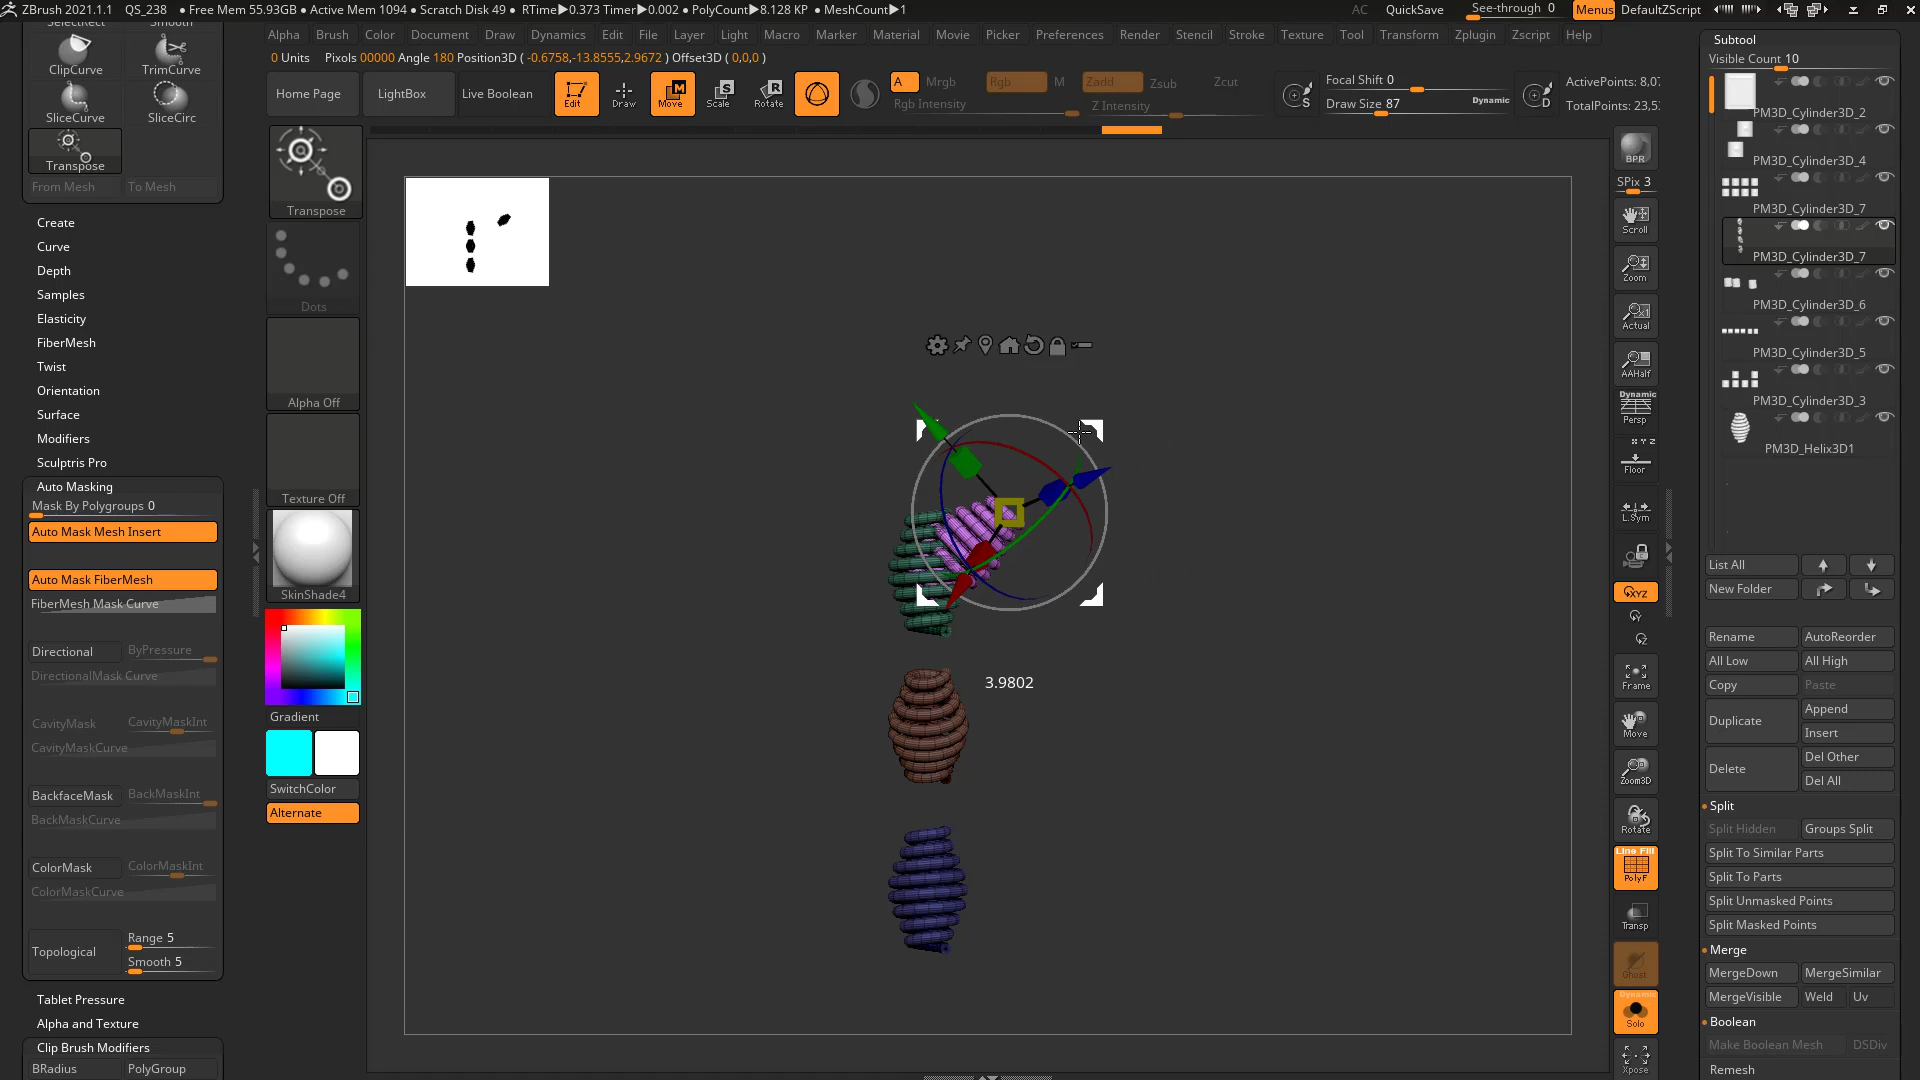 ZBrush 2021.1.1 QS_238 ● Free Mem 55.93GB ● Active Mem 1094 ● Scratch Disk 49 ● RTime▶0.373 Timer▶0.002 ● PolyCount▶8.128 KP ● MeshCount▶1
AC QuickSave See-through 0 Menus DefaultZScript
Alpha Brush Color Document Draw Dynamics Edit File Layer Light Macro Marker Material Movie Picker Preferences Render Stencil Stroke Texture Tool Transform Zplugin Zscript Help
0 Units Pixels 00000 Angle 180 Position3D ( -0.6758,-13.8555,2.9672 ) Offset3D ( 0,0,0 )
Home Page LightBox Live Boolean Edit Draw Move Scale Rotate
A Mrgb Rgb M Zadd Zsub Zcut
Rgb Intensity Z Intensity
Focal Shift 0
Draw Size 87 Dynamic
ActivePoints: 8,07
TotalPoints: 23,5
SelectRect Smooth
ClipCurve TrimCurve
SliceCurve SliceCirc
Transpose
From Mesh To Mesh
Create
Curve
Depth
Samples
Elasticity
FiberMesh
Twist
Orientation
Surface
Modifiers
Sculptris Pro
Auto Masking
Mask By Polygroups 0
Auto Mask Mesh Insert
Auto Mask FiberMesh
FiberMesh Mask Curve
Directional ByPressure
DirectionalMask Curve
CavityMask CavityMaskInt
CavityMaskCurve
BackfaceMask BackMaskInt
BackMaskCurve
ColorMask ColorMaskInt
ColorMaskCurve
Topological Range 5
Smooth 5
Tablet Pressure
Alpha and Texture
Clip Brush Modifiers
BRadius PolyGroup
Transpose
Dots
Alpha Off
Texture Off
SkinShade4
Gradient
SwitchColor
Alternate
3.9802
BPR
SPix 3
Scroll
Zoom
Actual
AAHalf
Dynamic
Persp
X Y Z
Floor
L.Sym
XYZ
Y
Z
Frame
Move
Zoom3D
Rotate
Line Fill
PolyF
Transp
Ghost
Dynamic
Solo
Xpose
Subtool
Visible Count 10
PM3D_Cylinder3D_2
PM3D_Cylinder3D_4
PM3D_Cylinder3D_7
PM3D_Cylinder3D_7
PM3D_Cylinder3D_6
PM3D_Cylinder3D_5
PM3D_Cylinder3D_3
PM3D_Helix3D1
List All
New Folder
Rename AutoReorder
All Low All High
Copy Paste
Duplicate Append
Insert
Delete Del Other
Del All
Split
Split Hidden Groups Split
Split To Similar Parts
Split To Parts
Split Unmasked Points
Split Masked Points
Merge
MergeDown MergeSimilar
MergeVisible Weld Uv
Boolean
Make Boolean Mesh DSDiv
Remesh